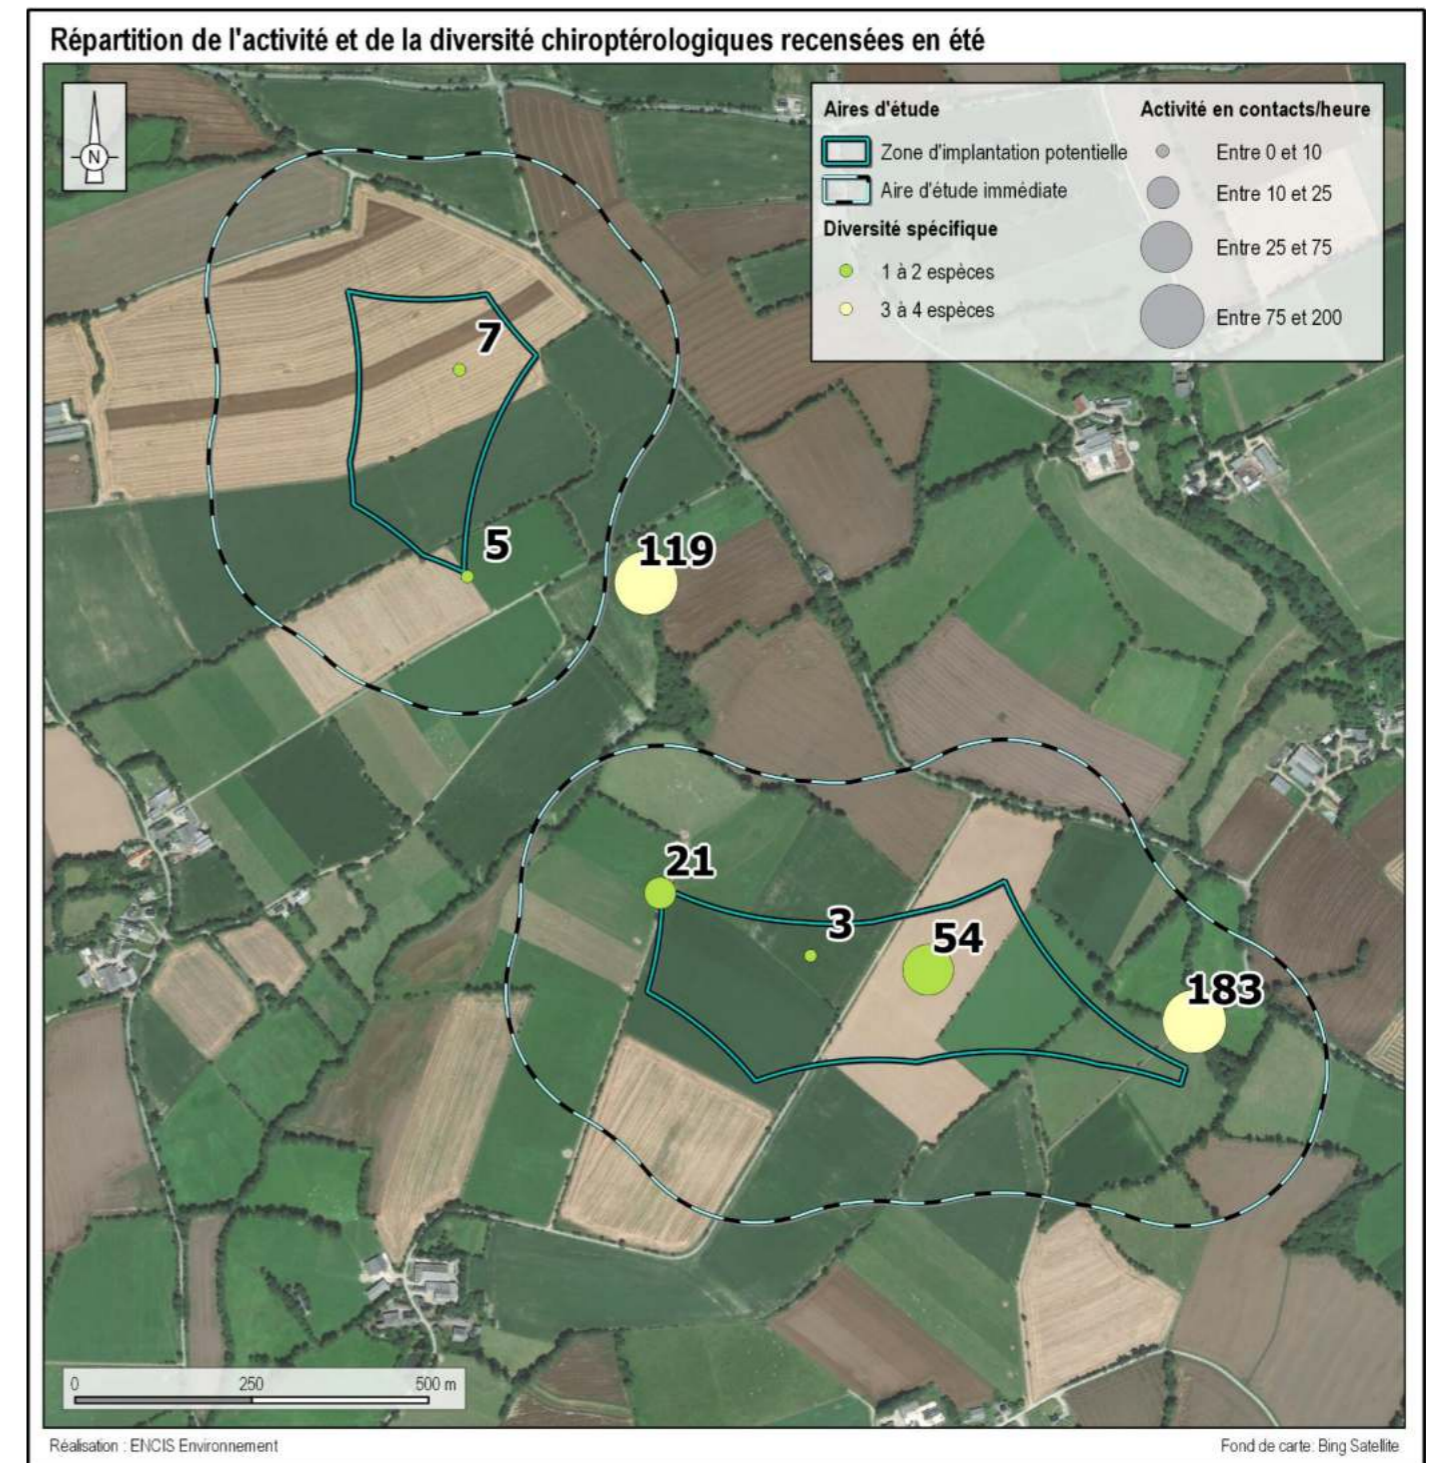 Répartition de l'activité et de la diversité chiroptérologiques recensées en été
N
Aires d'étude
Zone d'implantation potentielle
Aire d'étude immédiate
Diversité spécifique
1 à 2 espèces
3 à 4 espèces
Activité en contacts/heure
Entre 0 et 10
Entre 10 et 25
Entre 25 et 75
Entre 75 et 200
7
5
119
21
3
54
183
0 250 500 m
Réalisation : ENCIS Environnement
Fond de carte: Bing Satellite